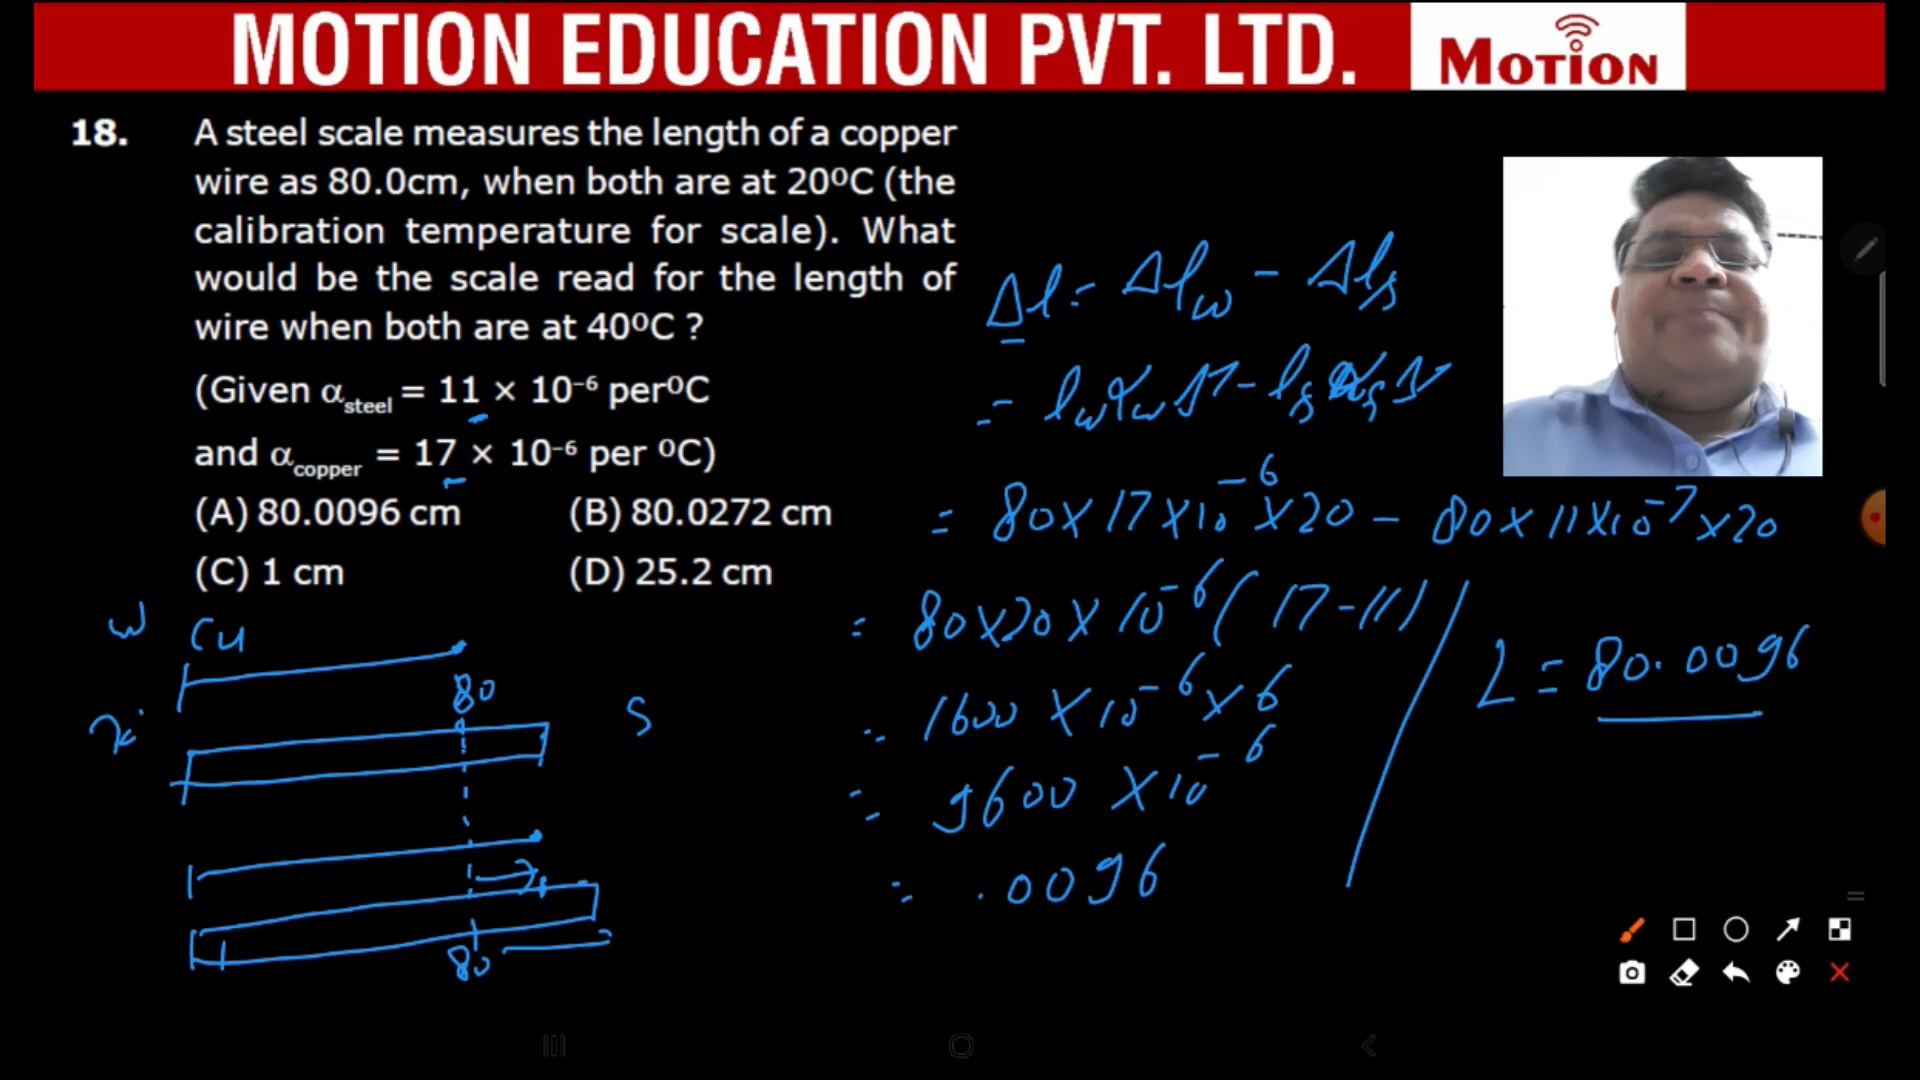 MOTION EDUCATION PVT. LTD.
MOTION
18. A steel scale measures the length of a copper
wire as 80.0cm, when both are at 20⁰C (the
calibration temperature for scale). What
would be the scale read for the length of
wire when both are at 40⁰C ?
(Given α_steel = 11 × 10⁻⁶ per⁰C
and α_copper = 17 × 10⁻⁶ per ⁰C)
(A) 80.0096 cm (B) 80.0272 cm
(C) 1 cm (D) 25.2 cm
Δl = Δl_w - Δl_s
= l_w α_w ΔT - l_s α_s ΔT
= 80 × 17 × 10⁻⁶ × 20 - 80 × 11 × 10⁻⁷ × 20
= 80 × 20 × 10⁻⁶ ( 17 - 11 )
= 1600 × 10⁻⁶ × 6
= 9600 × 10⁻⁶
= .0096
L = 80.0096
W Cu
80
S
80